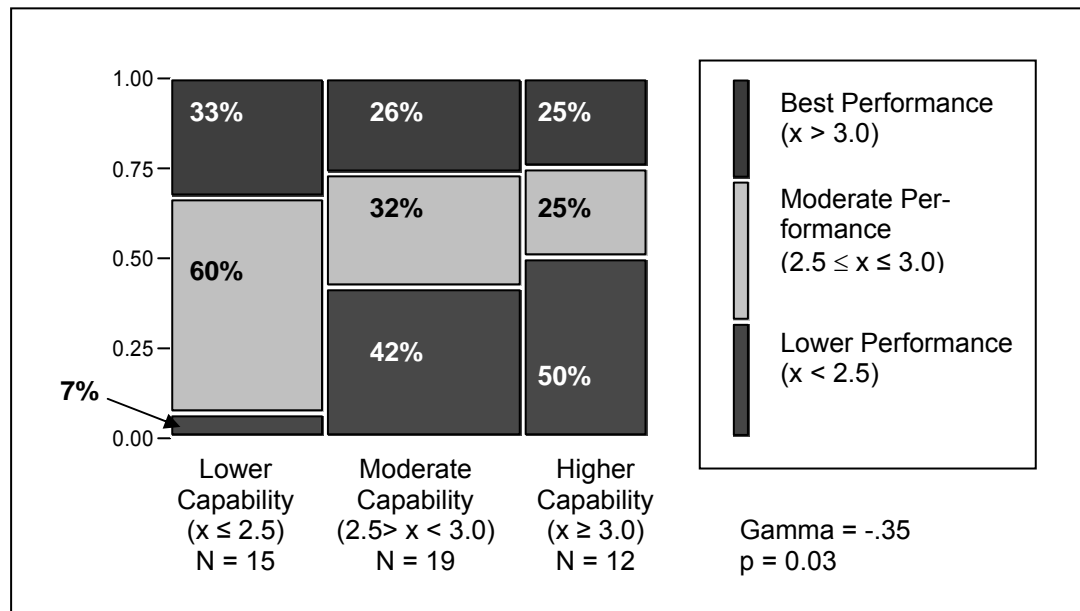 1.00
0.75
0.50
0.25
0.00
33%
26%
25%
60%
32%
25%
7%
42%
50%
Lower
Capability
(x ≤ 2.5)
N = 15
Moderate
Capability
(2.5> x < 3.0)
N = 19
Higher
Capability
(x ≥ 3.0)
N = 12
Best Performance
(x > 3.0)
Moderate Per-
formance
(2.5 ≤ x ≤ 3.0)
Lower Performance
(x < 2.5)
Gamma = -.35
p = 0.03